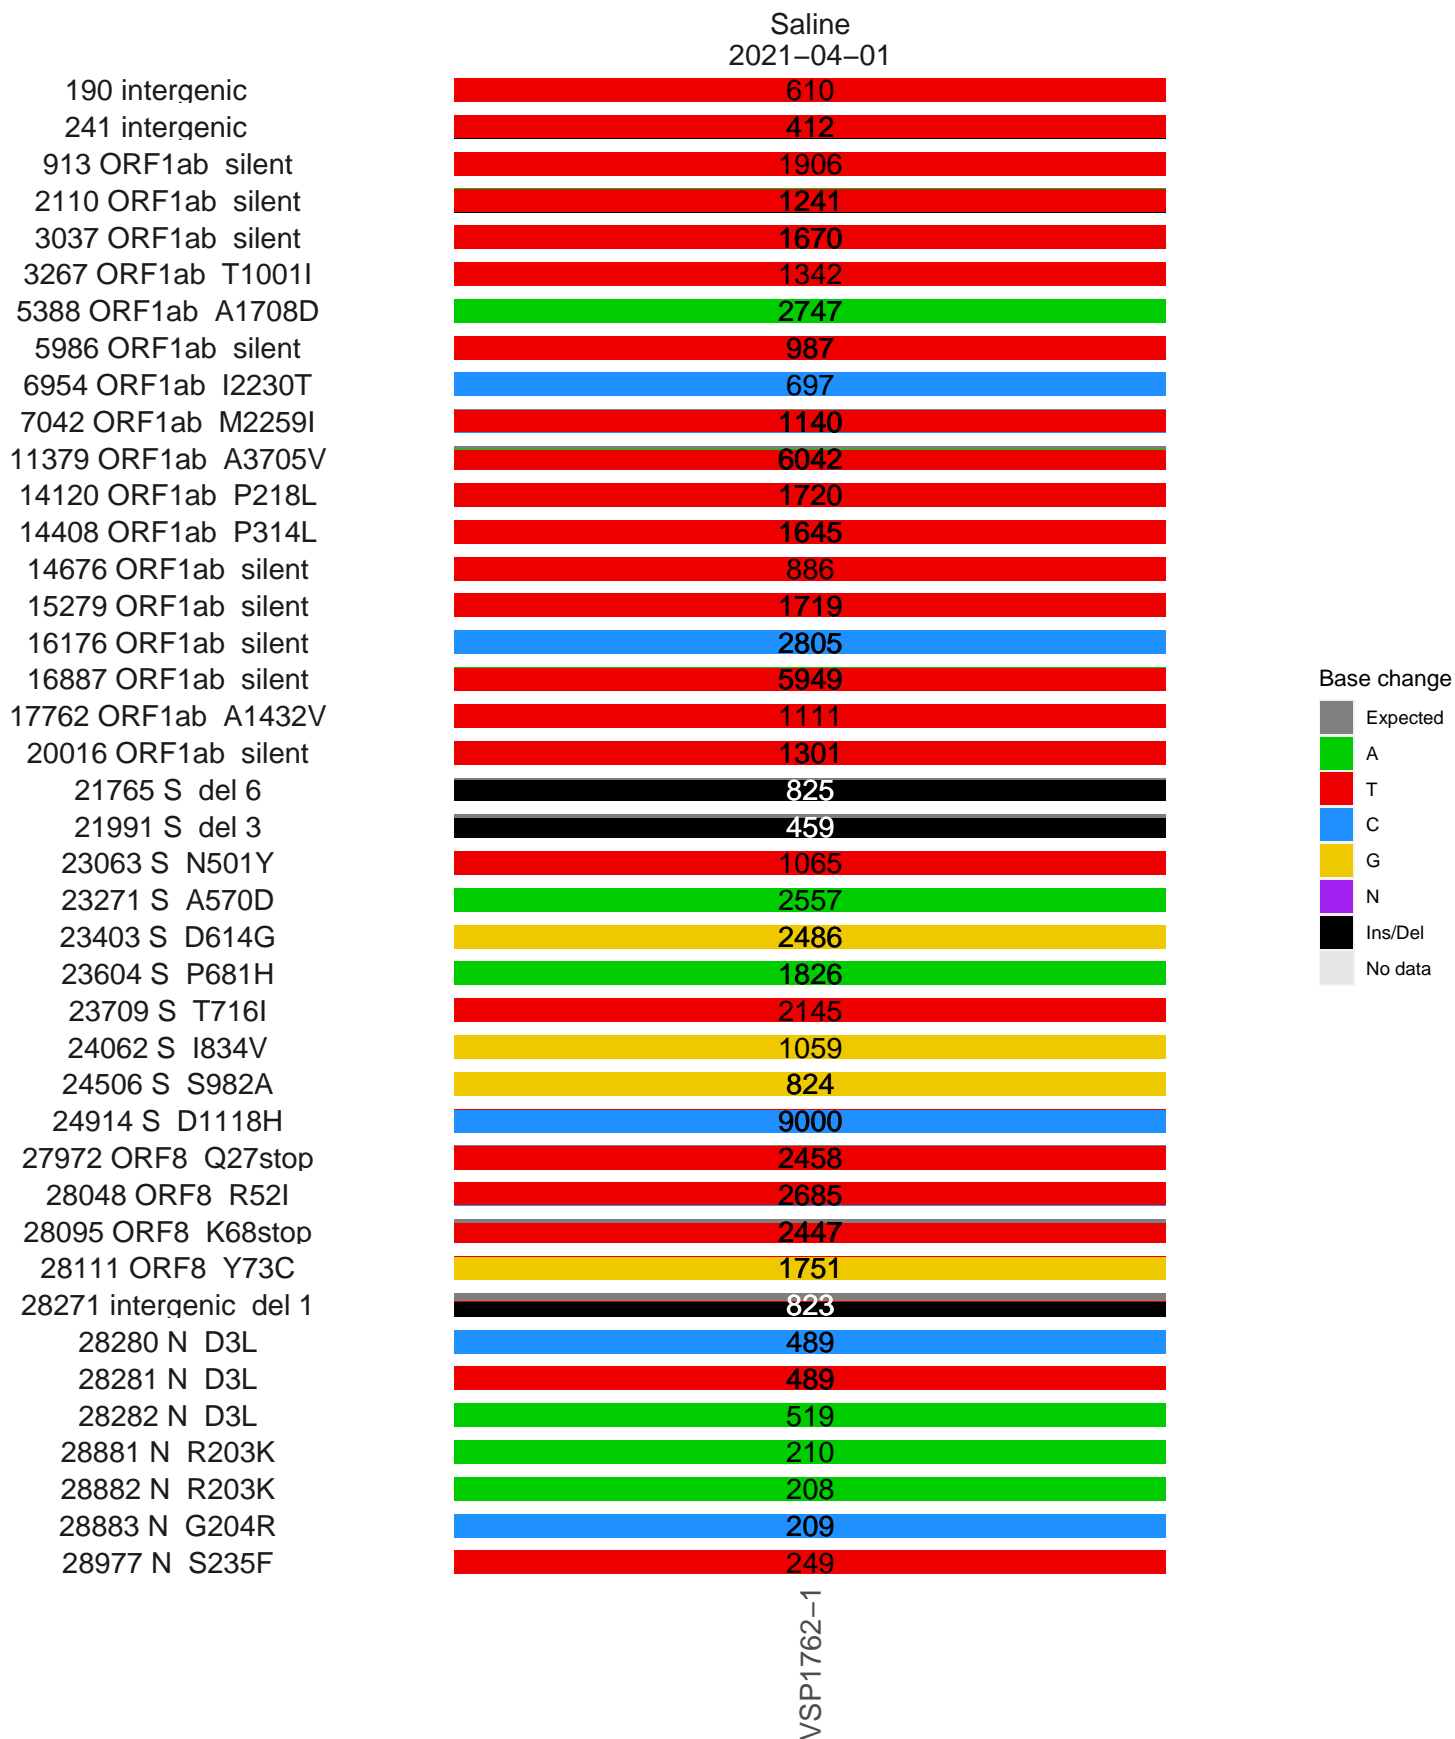 Saline
2021−04−01
190 intergenic 610
241 intergenic 412
913 ORF1ab silent 1906
2110 ORF1ab silent 1241
3037 ORF1ab silent 1670
3267 ORF1ab T1001I 1342
5388 ORF1ab A1708D 2747
5986 ORF1ab silent 987
6954 ORF1ab I2230T 697
7042 ORF1ab M2259I 1140
11379 ORF1ab A3705V 6042
14120 ORF1ab P218L 1720
14408 ORF1ab P314L 1645
14676 ORF1ab silent 886
15279 ORF1ab silent 1719
16176 ORF1ab silent 2805
16887 ORF1ab silent 5949
17762 ORF1ab A1432V 1111
20016 ORF1ab silent 1301
21765 S del 6 825
21991 S del 3 459
23063 S N501Y 1065
23271 S A570D 2557
23403 S D614G 2486
23604 S P681H 1826
23709 S T716I 2145
24062 S I834V 1059
24506 S S982A 824
24914 S D1118H 9000
27972 ORF8 Q27stop 2458
28048 ORF8 R52I 2685
28095 ORF8 K68stop 2447
28111 ORF8 Y73C 1751
28271 intergenic del 1 823
28280 N D3L 489
28281 N D3L 489
28282 N D3L 519
28881 N R203K 210
28882 N R203K 208
28883 N G204R 209
28977 N S235F 249
VSP1762−1
Base change
Expected
A
T
C
G
N
Ins/Del
No data